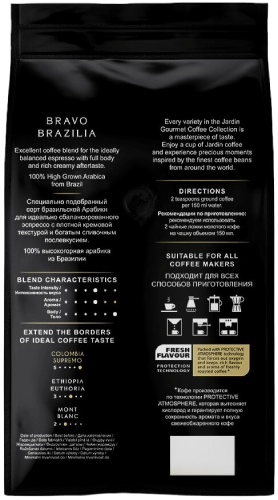 BRAVO
BRAZILIA
Excellent coffee blend for the ideally
balanced espresso with full body
and rich creamy aftertaste.
100% High Grown Arabica
from Brazil
Специально подобранный
сорт бразильской Арабики
для идеально сбалансированного
эспрессо с плотной кремовой
текстурой и богатым сливочным
послевкусием.
100% высокогорная арабика
из Бразилии
BLEND CHARACTERISTICS
Taste Intensity /
Интенсивность вкуса
Aroma /
Аромат
Body /
Тело
EXTEND THE BORDERS
OF IDEAL COFFEE TASTE
COLOMBIA
SUPREMO
5
ETHIOPIA
EUPHORIA
3
MONT
BLANC
2
Every variety in the Jardin
Gourmet Coffee Collection is
a masterpiece of taste.
Enjoy a cup of Jardin coffee
and experience precious moments
inspired by the finest coffee beans
from around the world.
DIRECTIONS
2 teaspoons ground coffee
per 150 ml water.
Рекомендации по приготовлению:
рекомендуем использовать
2 чайные ложки молотого кофе
на чашку объемом 150 мл.
SUITABLE FOR ALL
COFFEE MAKERS
ПОДХОДИТ ДЛЯ ВСЕХ
СПОСОБОВ ПРИГОТОВЛЕНИЯ
FRESH
FLAVOUR
PROTECTION
TECHNOLOGY
Packed with PROTECTIVE
ATMOSPHERE technology
that forces out oxygen
and keeps rich flavour
and aroma of freshly
roasted coffee*
*Кофе производится
по технологии PROTECTIVE
ATMOSPHERE, которая вытесняет
кислород и гарантирует полную
сохранность аромата и вкуса
свежеобжаренного кофе